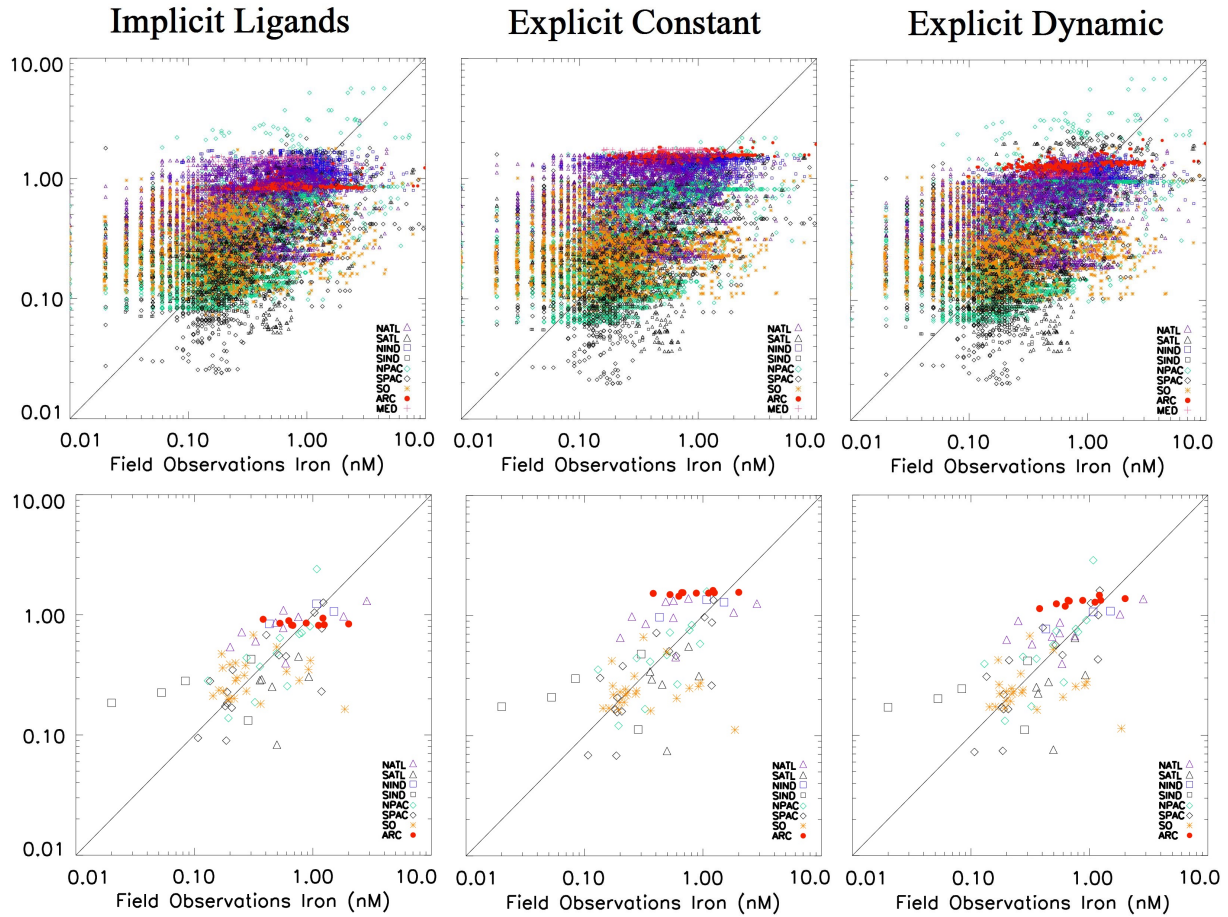 Implicit Ligands Explicit Constant Explicit Dynamic
10.00
1.00
0.10
0.01
NATL
SATL
NIND
SIND
NPAC
SPAC
SO
ARC
MED
NATL
SATL
NIND
SIND
NPAC
SPAC
SO
ARC
MED
NATL
SATL
NIND
SIND
NPAC
SPAC
SO
ARC
MED
0.01 0.10 1.00 10.0 0.01 0.10 1.00 10.0 0.01 0.10 1.00 10.0
Field Observations Iron (nM) Field Observations Iron (nM) Field Observations Iron (nM)
10.00
1.00
0.10
0.01
NATL
SATL
NIND
SIND
NPAC
SPAC
SO
ARC
NATL
SATL
NIND
SIND
NPAC
SPAC
SO
ARC
NATL
SATL
NIND
SIND
NPAC
SPAC
SO
ARC
0.01 0.10 1.00 10.0 0.01 0.10 1.00 10.0 0.01 0.10 1.00 10.0
Field Observations Iron (nM) Field Observations Iron (nM) Field Observations Iron (nM)